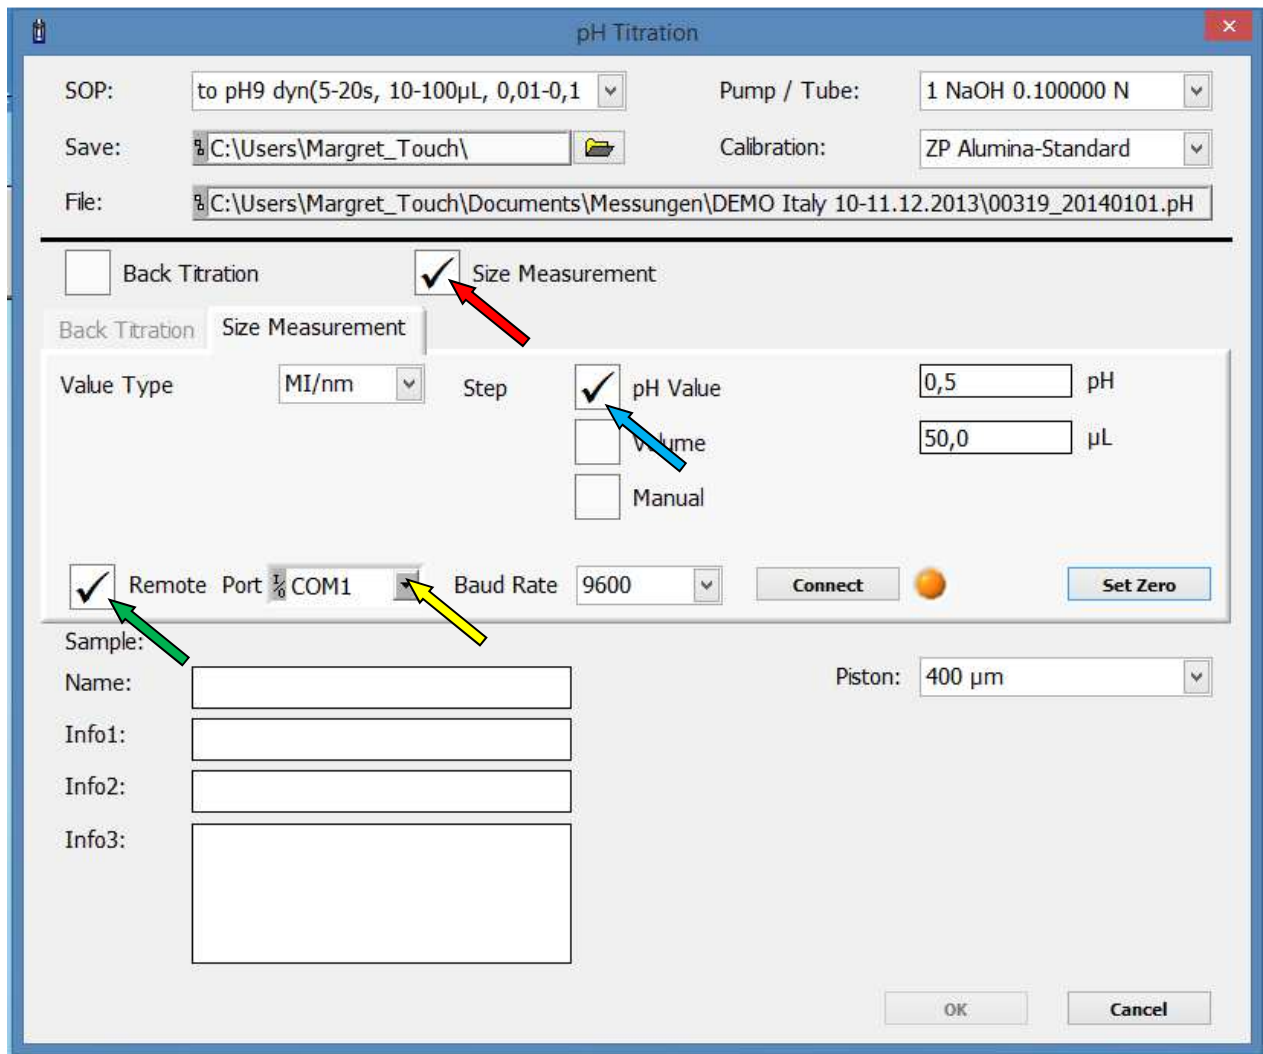 pH Titration
SOP: to pH9 dyn(5-20s, 10-100µL, 0,01-0,1 Pump / Tube: 1 NaOH 0.100000 N
Save: C:\Users\Margret_Touch\ Calibration: ZP Alumina-Standard
File: C:\Users\Margret_Touch\Documents\Messungen\DEMO Italy 10-11.12.2013\00319_20140101.pH
Back Titration Size Measurement
Back Titration Size Measurement
Value Type MI/nm Step pH Value 0,5 pH
Volume 50,0 µL
Manual
Remote Port COM1 Baud Rate 9600 Connect Set Zero
Sample:
Name: Piston: 400 µm
Info1:
Info2:
Info3:
OK Cancel